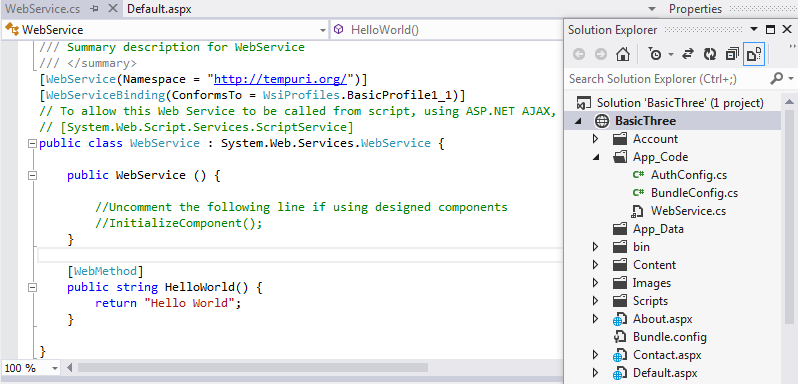 WebService.cs
Default.aspx
Properties
WebService
HelloWorld()
/// Summary description for WebService
/// </summary>
[WebService(Namespace = "http://tempuri.org/")]
[WebServiceBinding(ConformsTo = WsiProfiles.BasicProfile1_1)]
// To allow this Web Service to be called from script, using ASP.NET AJAX,
// [System.Web.Script.Services.ScriptService]
public class WebService : System.Web.Services.WebService {
public WebService () {
//Uncomment the following line if using designed components
//InitializeComponent();
}
[WebMethod]
public string HelloWorld() {
return "Hello World";
}
}
100 %
Solution Explorer
Search Solution Explorer (Ctrl+;)
Solution 'BasicThree' (1 project)
BasicThree
Account
App_Code
C# AuthConfig.cs
C# BundleConfig.cs
WebService.cs
App_Data
bin
Content
Images
Scripts
About.aspx
Bundle.config
Contact.aspx
Default.aspx